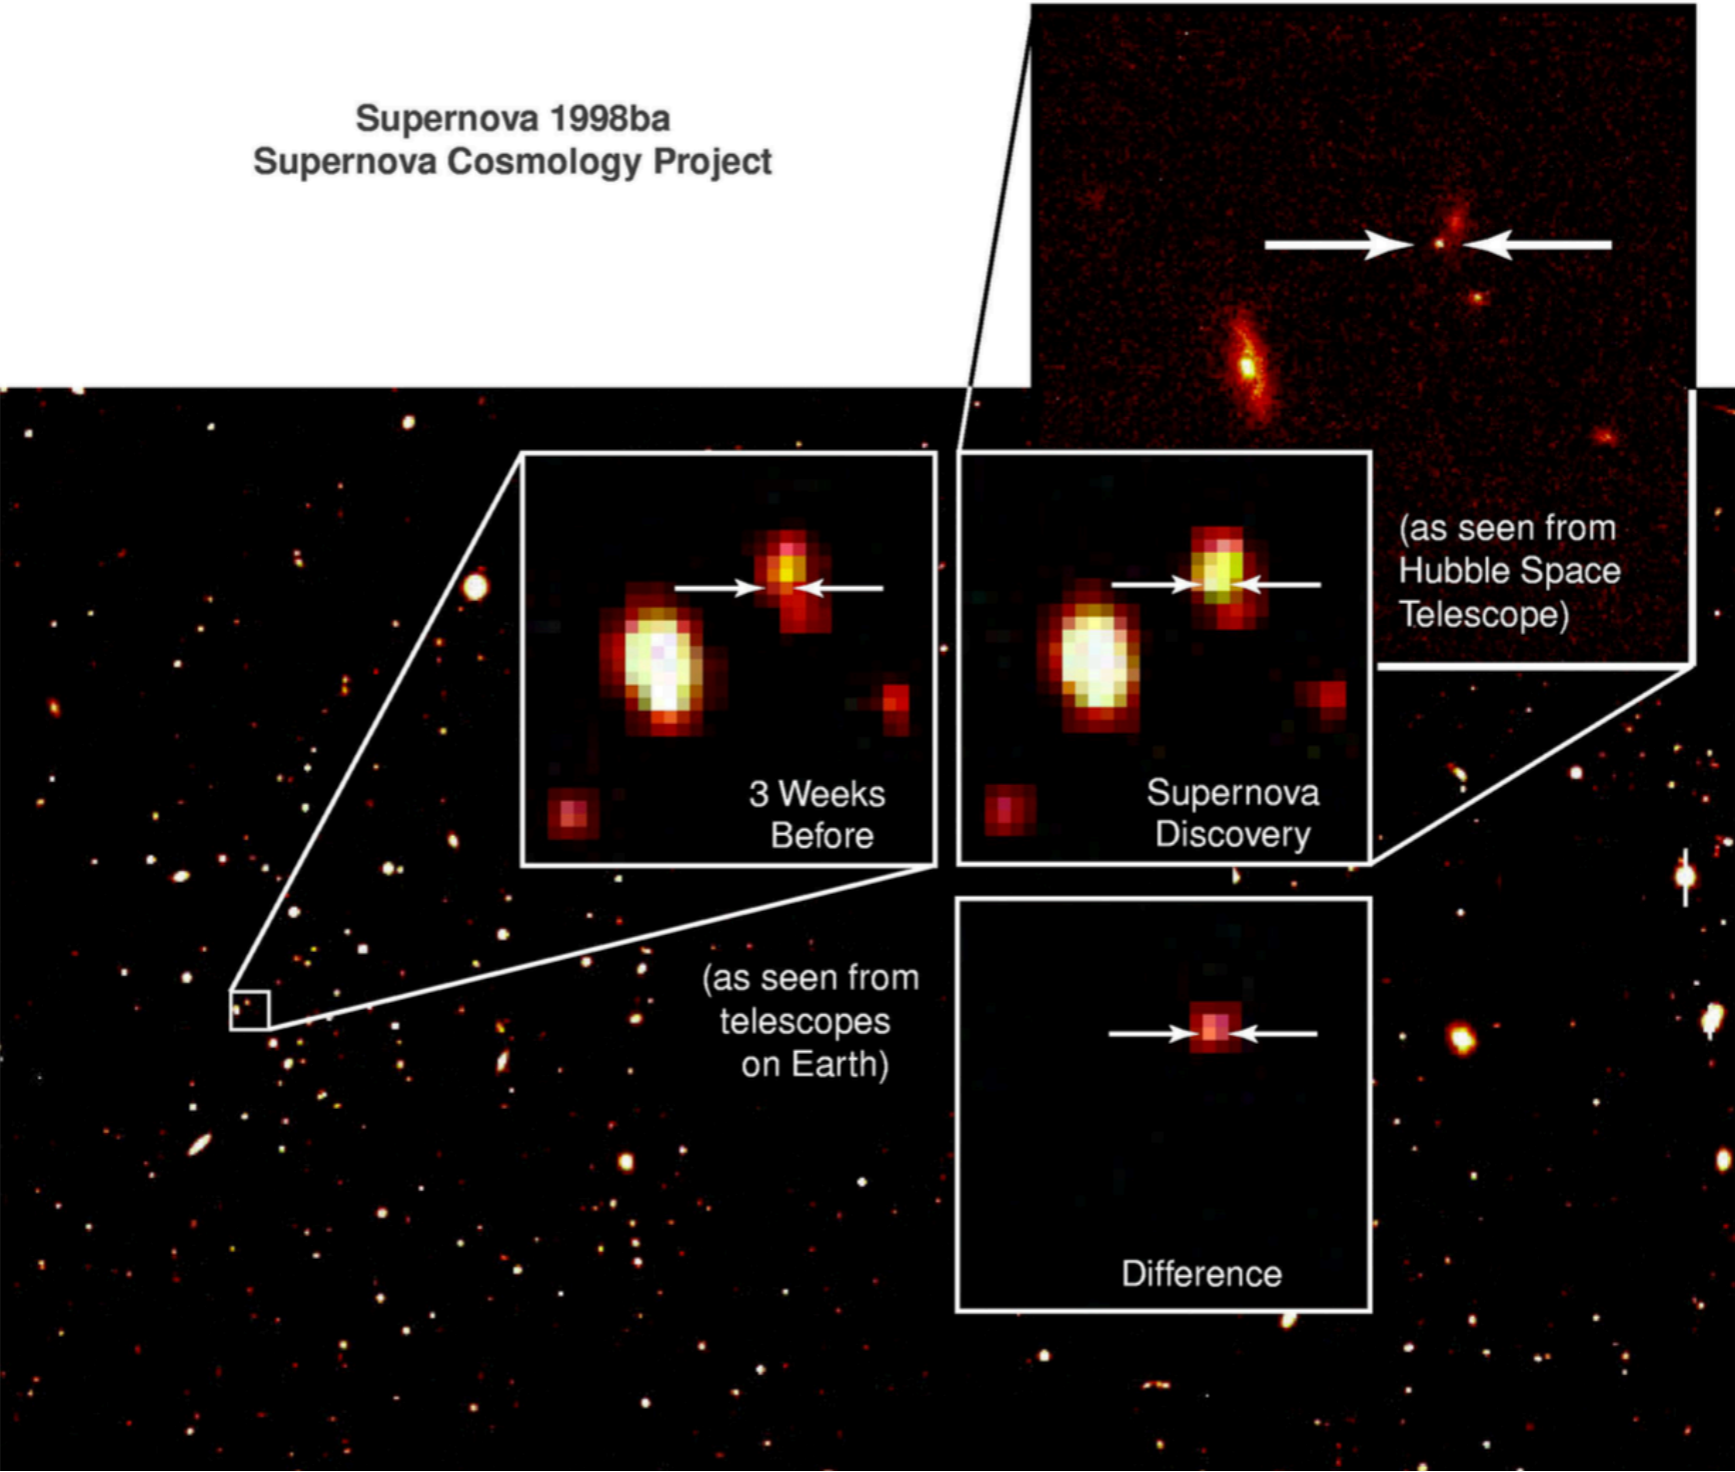 Supernova 1998ba
Supernova Cosmology Project
(as seen from
Hubble Space
Telescope)
3 Weeks
Before
Supernova
Discovery
(as seen from
telescopes
on Earth)
Difference